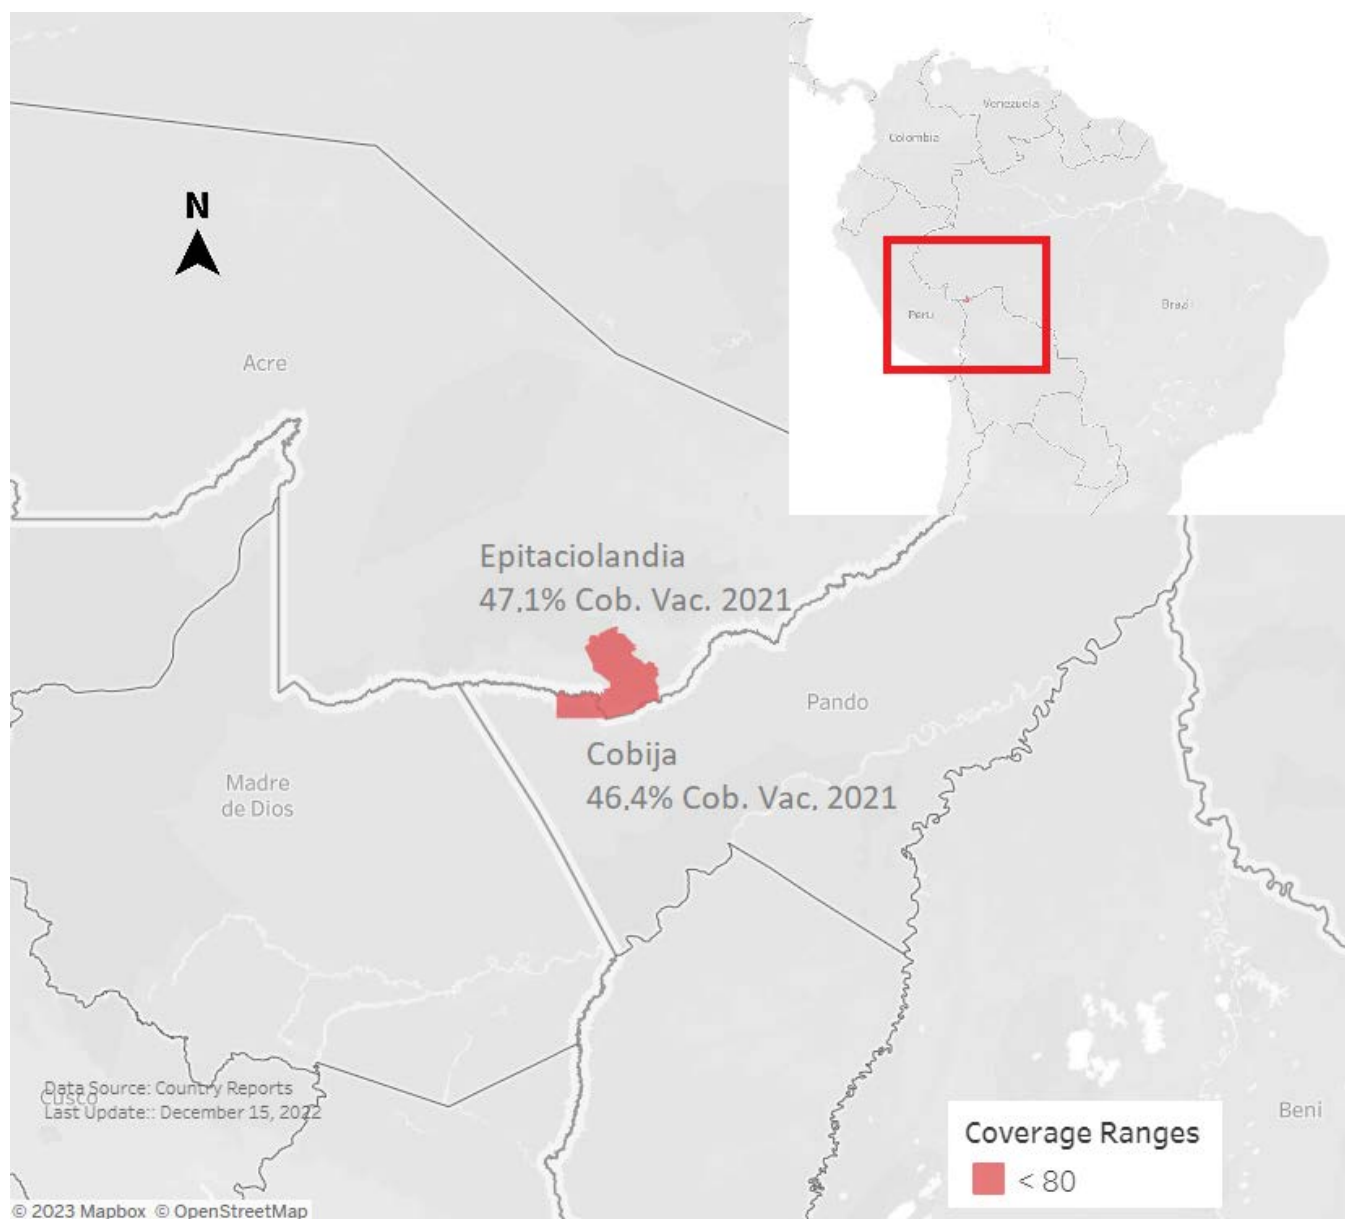 Venezuela
Colombia
N
Brazil
Peru
Acre
Epitaciolandia
47,1% Cob. Vac. 2021
Pando
Cobija
46,4% Cob. Vac, 2021
Madre
de Dios
Data Source: Country Reports
Cusco
Last Update:: December 15, 2022
Beni
Coverage Ranges
< 80
© 2023 Mapbox © OpenStreetMap